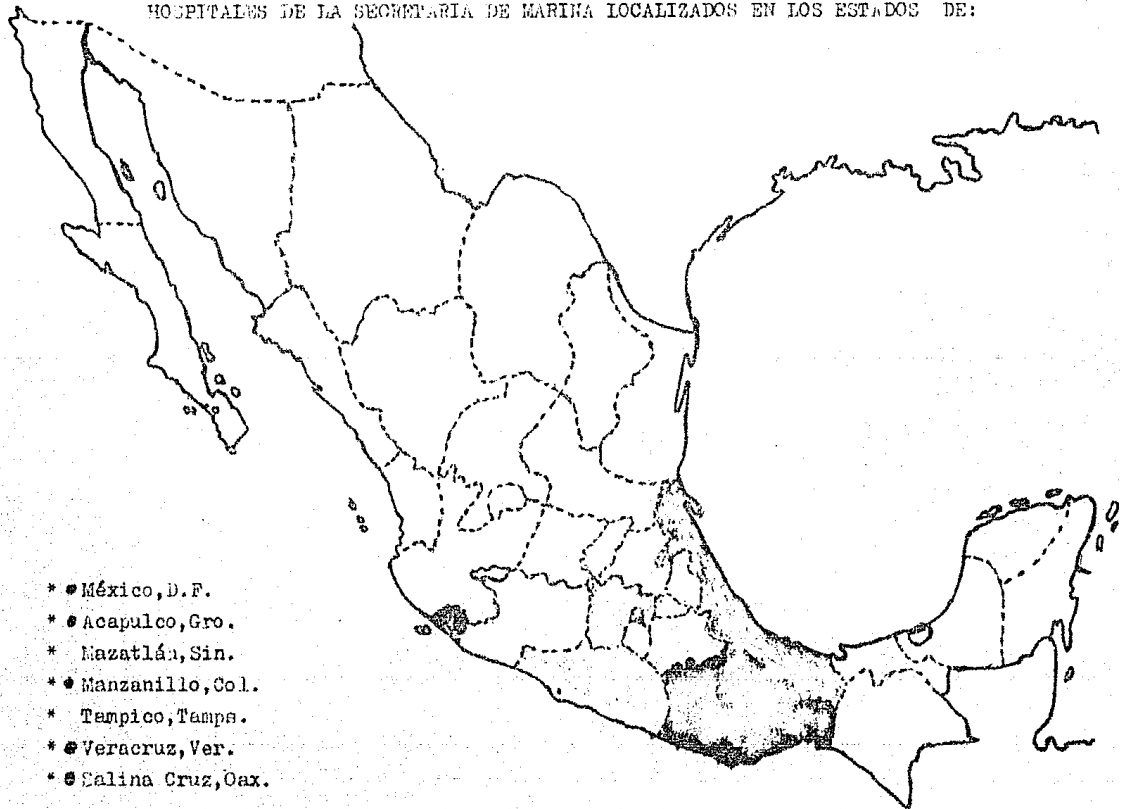 HOSPITALES DE LA SECRETARIA DE MARINA LOCALIZADOS EN LOS ESTADOS DE:
* ● México,D.F.
* ● Acapulco,Gro.
* Mazatlán,Sin.
* ● Manzanillo,Col.
* Tampico,Tamps.
* ● Veracruz,Ver.
* ● Salina Cruz,Oax.